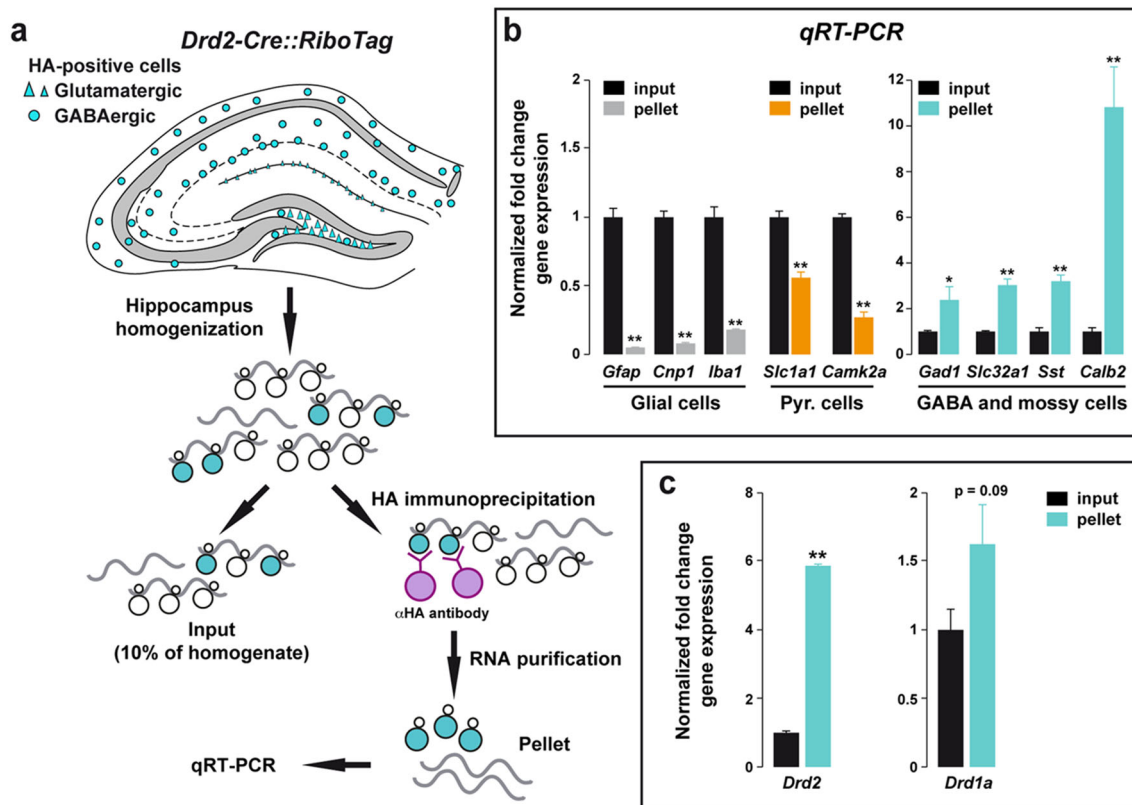 a
Drd2-Cre::RiboTag
HA-positive cells
Glutamatergic
GABAergic
Hippocampus
homogenization
HA immunoprecipitation
αHA antibody
Input
(10% of homogenate)
RNA purification
Pellet
qRT-PCR
b
qRT-PCR
Normalized fold change
gene expression
2
1.5
1
0.5
0
input
pellet
input
pellet
** ** **
** **
Gfap Cnp1 Iba1 Slc1a1 Camk2a
Glial cells Pyr. cells
12
10
8
6
4
2
0
input
pellet
* ** ** **
Gad1 Slc32a1 Sst Calb2
GABA and mossy cells
c
Normalized fold change
gene expression
8
6
4
2
0
**
Drd2
2
1.5
1
0.5
0
p = 0.09
Drd1a
input
pellet